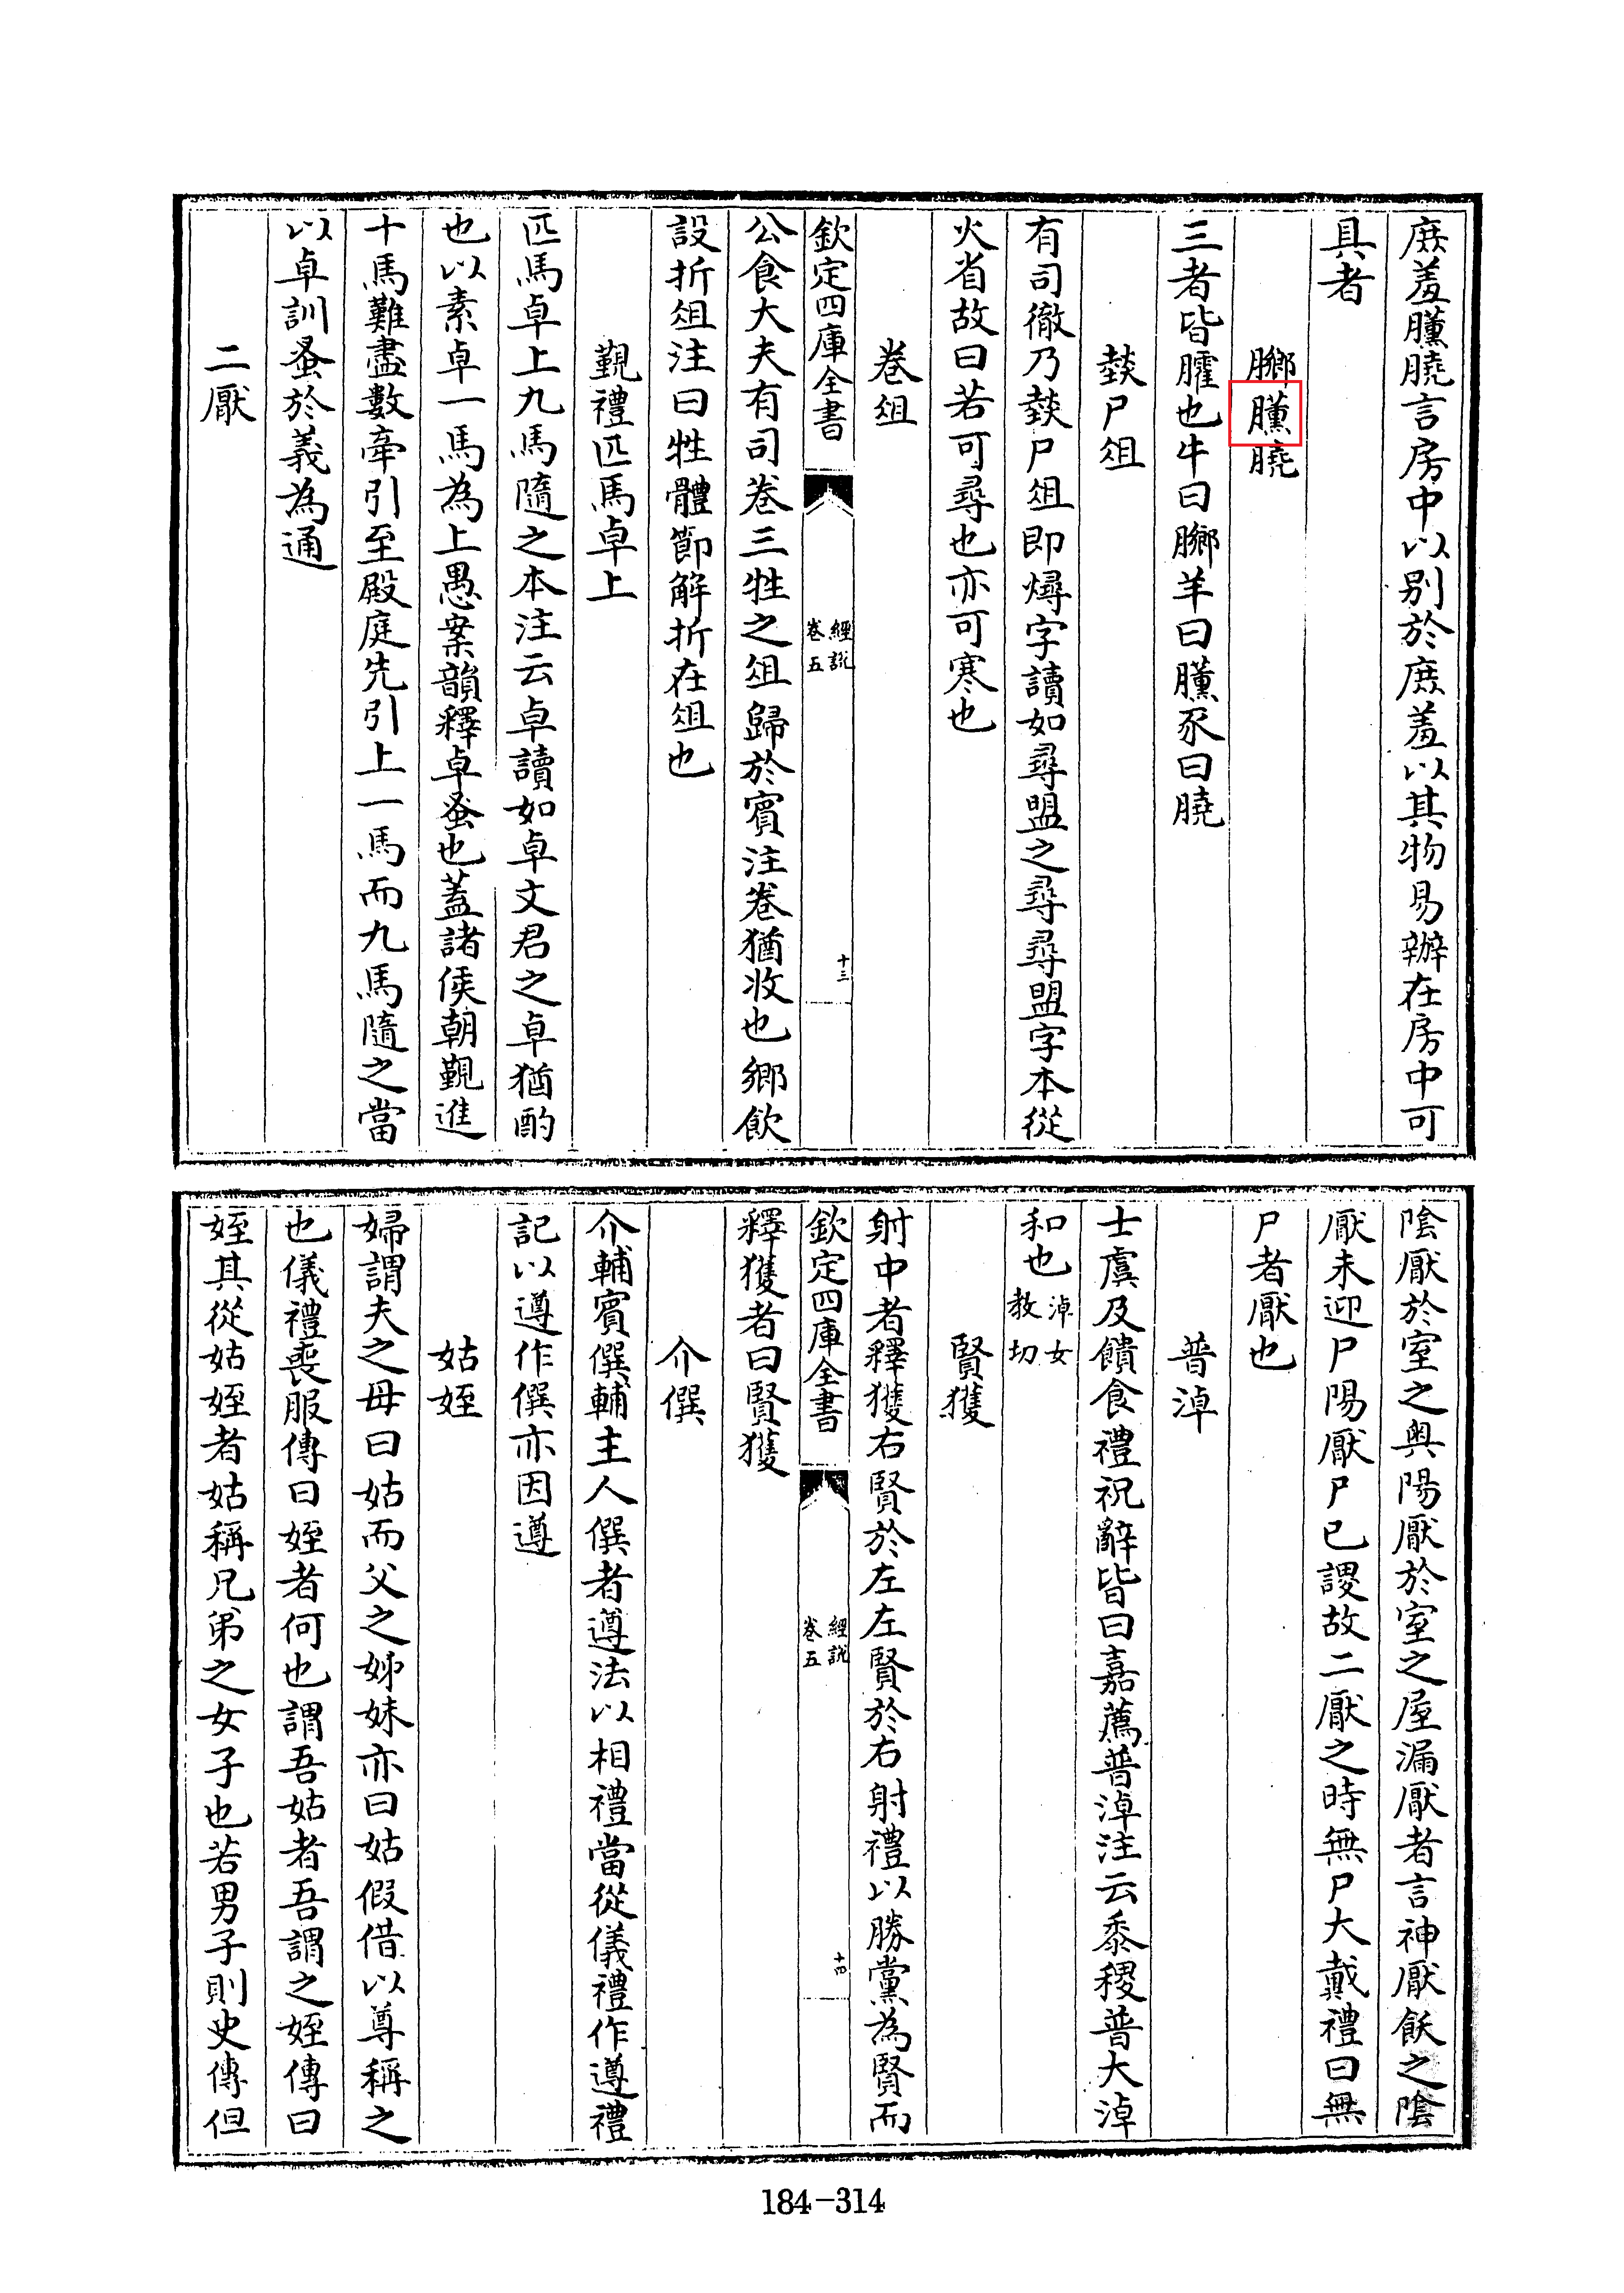 庶羞臐膮言房中以别於庶羞以其物易辦在房中可
具者
膷臐膮
三者皆臛也牛曰膷羊曰臐豕曰膮
燅尸俎
有司徹乃燅尸俎即燖字讀如尋盟之尋尋盟字本從
火省故曰若可尋也亦可寒也
卷俎
欽定四庫全書
經説
卷五
十三
公食大夫有司卷三牲之俎歸於賓注卷猶收也鄉飲
設折俎注曰牲體節解折在俎也
覲禮匹馬卓上
匹馬卓上九馬隨之本注云卓讀如卓文君之卓猶酌
也以素卓一馬為上愚案韻釋卓蚤也蓋諸侯朝覲進
十馬難盡數牽引至殿庭先引上一馬而九馬隨之當
以卓訓蚤於義為通
二厭
陰厭於室之奥陽厭於室之屋漏厭者言神厭飫之陰
厭未迎尸陽厭尸已謖故二厭之時無尸大戴禮曰無
尸者厭也
普淖
士虞及饋食禮祝辭皆曰嘉薦普淖注云黍稷普大淖
和也淖女
教切
賢獲
射中者釋獲右賢於左左賢於右射禮以勝黨為賢而
欽定四庫全書
經説
卷五
十四
釋獲者曰賢獲
介僎
介輔賓僎輔主人僎者遵法以相禮當從儀禮作遵禮
記以遵作僎亦因遵
姑姪
婦謂夫之母曰姑而父之姊妹亦曰姑假借以尊稱之
也儀禮喪服傳曰姪者何也謂吾姑者吾謂之姪傳曰
姪其從姑姪者姑稱兄弟之女子也若男子則史傳但
184-314